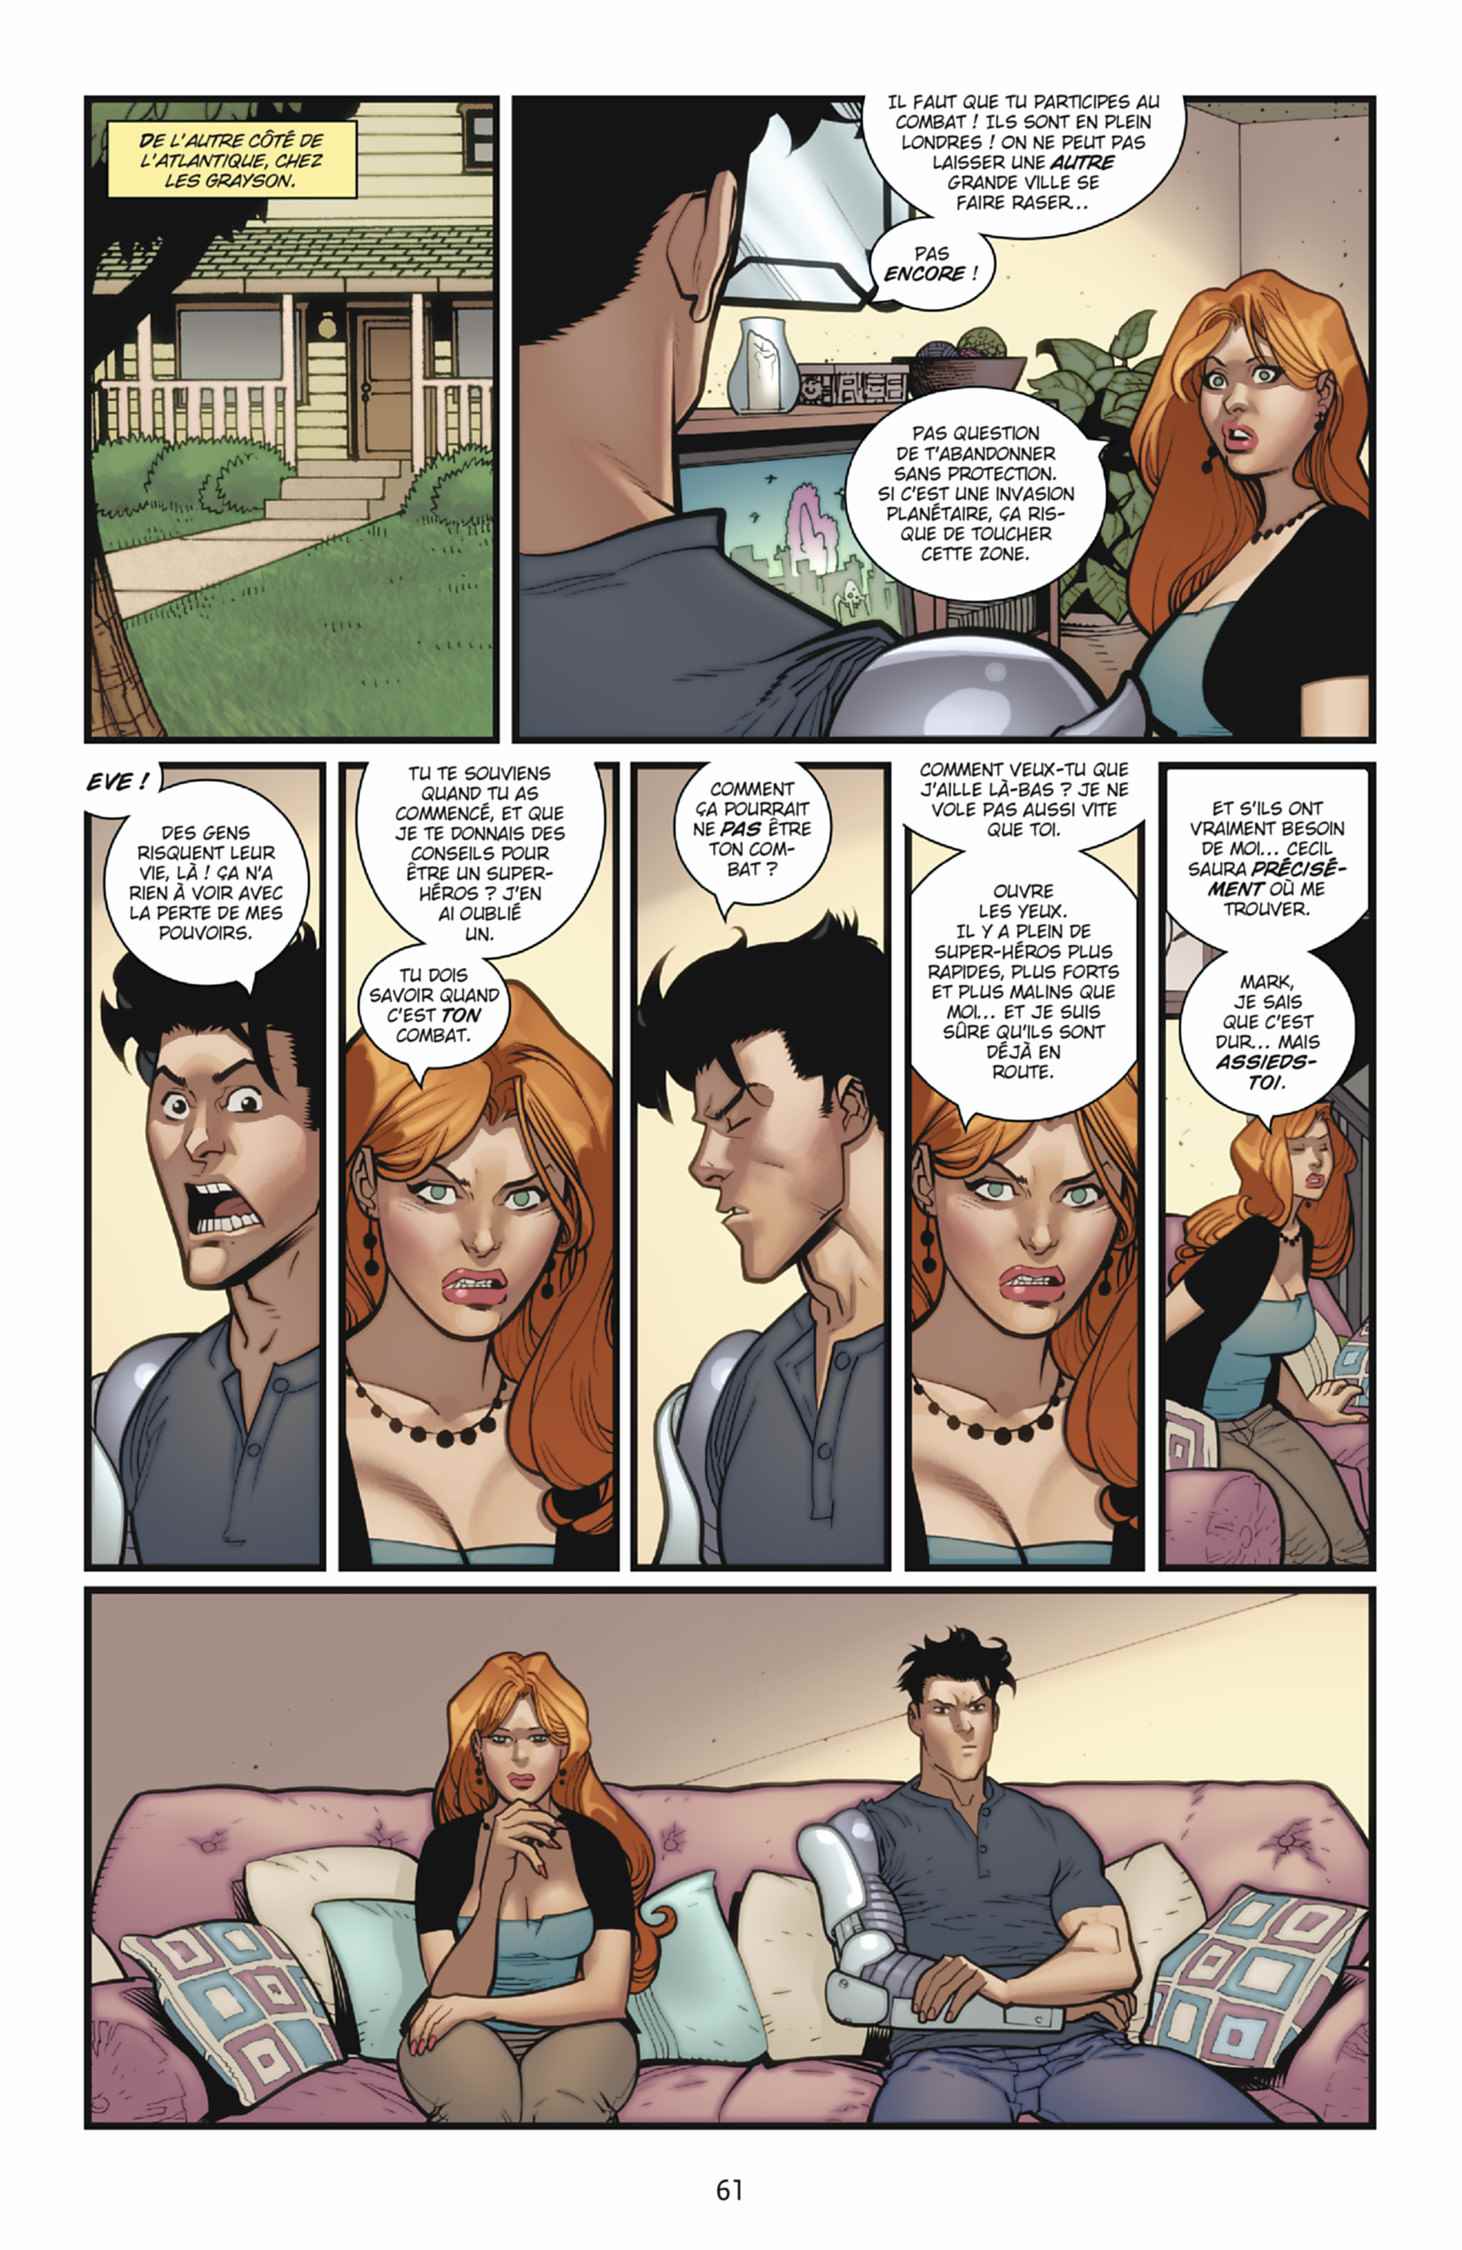 DE L'AUTRE CÔTÉ DE
L'ATLANTIQUE, CHEZ
LES GRAYSON.
IL FAUT QUE TU PARTICIPES AU
COMBAT ! ILS SONT EN PLEIN
LONDRES ! ON NE PEUT PAS
LAISSER UNE AUTRE
GRANDE VILLE SE
FAIRE RASER...
PAS
ENCORE !
PAS QUESTION
DE T'ABANDONNER
SANS PROTECTION.
SI C'EST UNE INVASION
PLANÉTAIRE, ÇA RIS-
QUE DE TOUCHER
CETTE ZONE.
EVE !
DES GENS
RISQUENT LEUR
VIE, LÀ ! ÇA N'A
RIEN À VOIR AVEC
LA PERTE DE MES
POUVOIRS.
TU TE SOUVIENS
QUAND TU AS
COMMENCÉ, ET QUE
JE TE DONNAIS DES
CONSEILS POUR
ÊTRE UN SUPER-
HÉROS ? J'EN
AI OUBLIÉ
UN.
TU DOIS
SAVOIR QUAND
C'EST TON
COMBAT.
COMMENT
ÇA POURRAIT
NE PAS ÊTRE
TON COM-
BAT ?
COMMENT VEUX-TU QUE
J'AILLE LÀ-BAS ? JE NE
VOLE PAS AUSSI VITE
QUE TOI.
OUVRE
LES YEUX.
IL Y A PLEIN DE
SUPER-HÉROS PLUS
RAPIDES, PLUS FORTS
ET PLUS MALINS QUE
MOI... ET JE SUIS
SÛRE QU'ILS SONT
DÉJÀ EN
ROUTE.
ET S'ILS ONT
VRAIMENT BESOIN
DE MOI... CECIL
SAURA PRÉCISÉ-
MENT OÙ ME
TROUVER.
MARK,
JE SAIS
QUE C'EST
DUR... MAIS
ASSIEDS-
TOI.
61